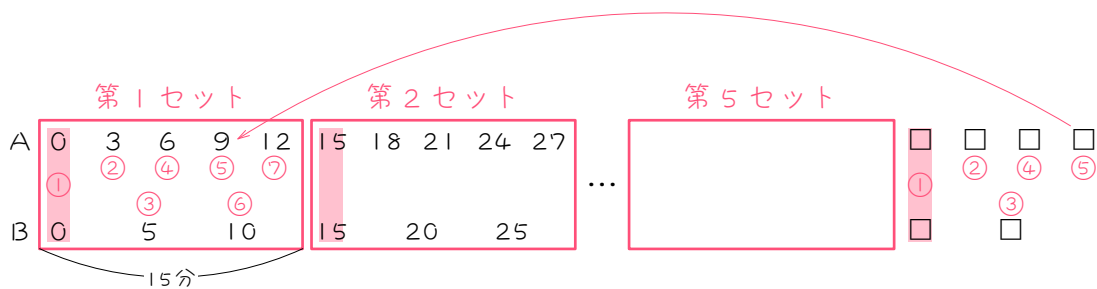 第1セット 第2セット 第5セット
A 0 3 6 9 12 15 18 21 24 27 □ □ □ □
② ④ ⑤ ⑦ ② ④ ⑤
① … ①
③ ⑥ ③
B 0 5 10 15 20 25 □ □
15分